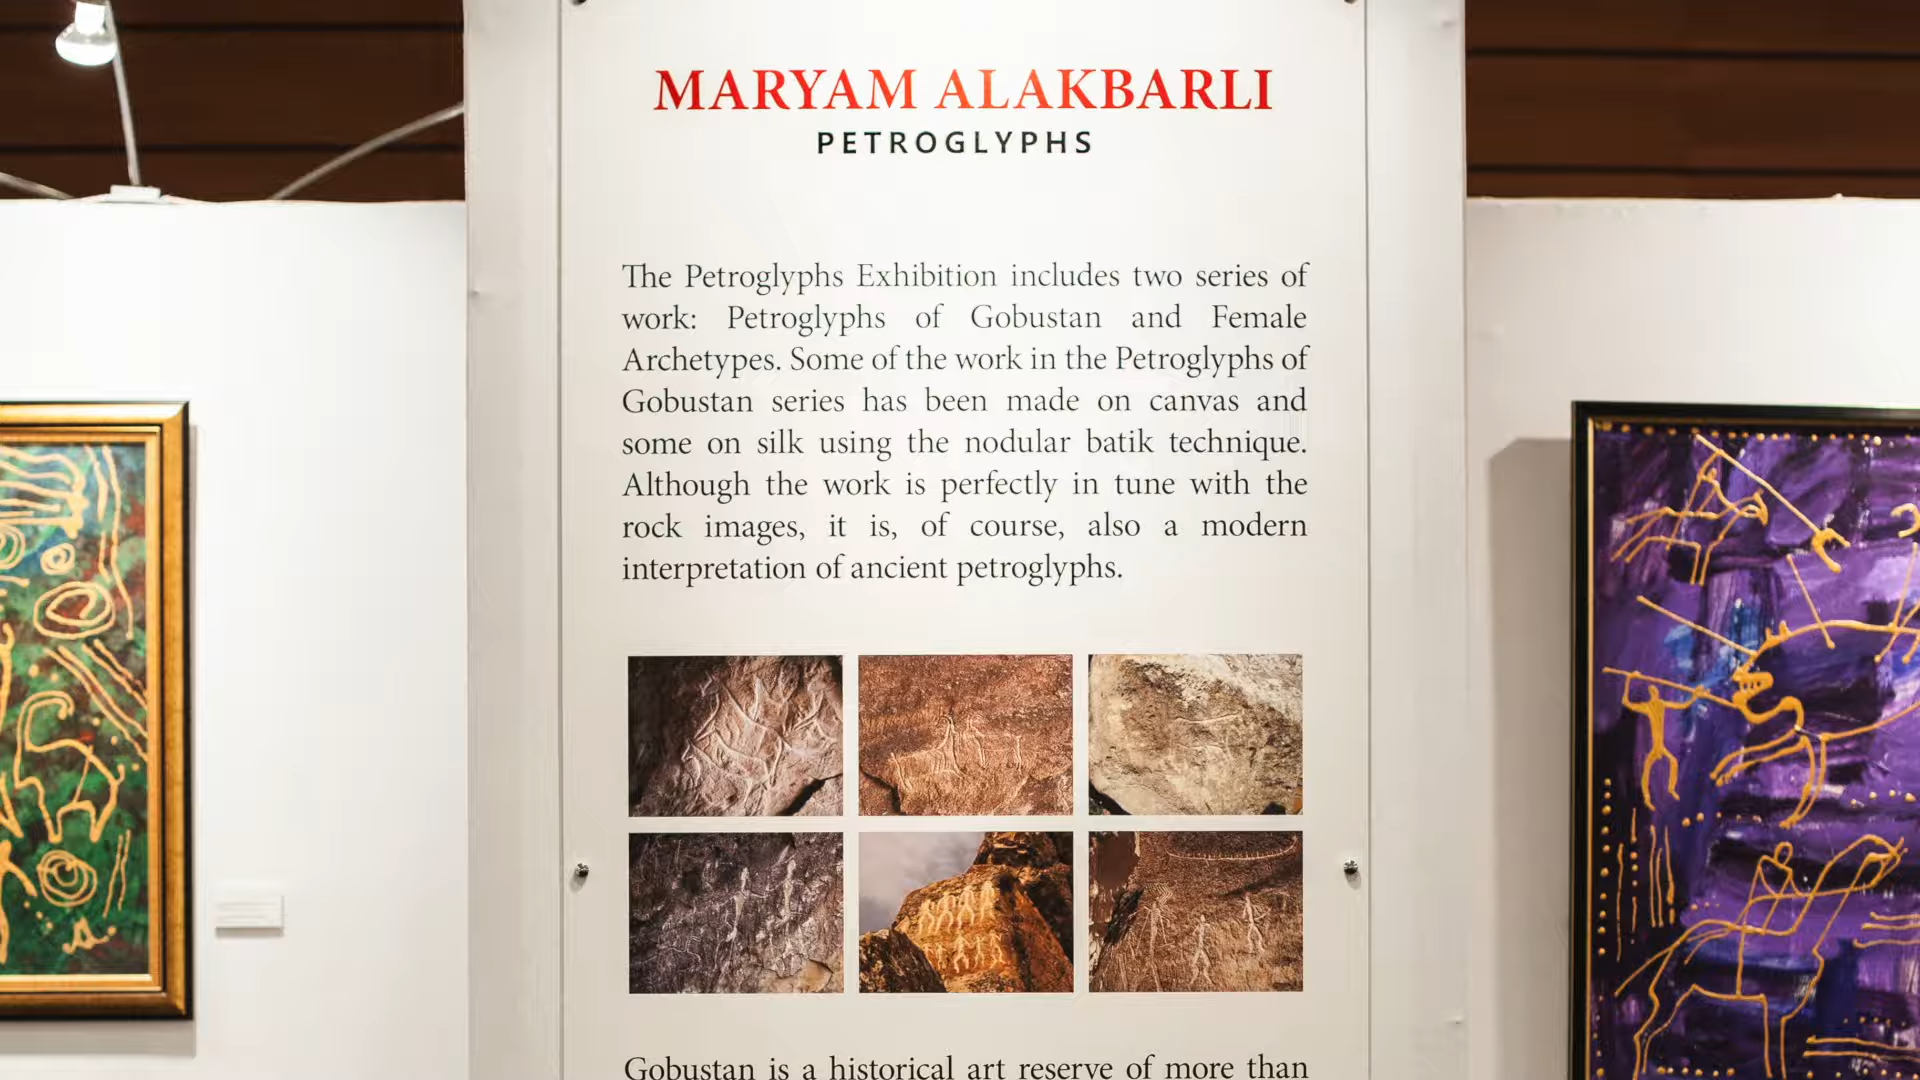 MARYAM ALAKBARLI
PETROGLYPHS
The Petroglyphs Exhibition includes two series of
work: Petroglyphs of Gobustan and Female
Archetypes. Some of the work in the Petroglyphs of
Gobustan series has been made on canvas and
some on silk using the nodular batik technique.
Although the work is perfectly in tune with the
rock images, it is, of course, also a modern
interpretation of ancient petroglyphs.
Gobustan is a historical art reserve of more than